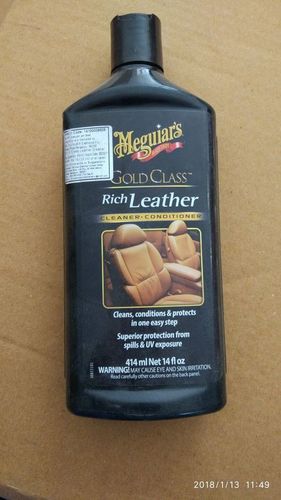 Meguiar's
GOLD CLASS™
Rich Leather
CLEANER • CONDITIONER
Cleans, conditions & protects
in one easy step
Superior protection from
spills & UV exposure
414 ml Net 14 fl oz
WARNING! MAY CAUSE EYE AND SKIN IRRITATION.
Read carefully other cautions on the back panel.
2018/1/13 11:49